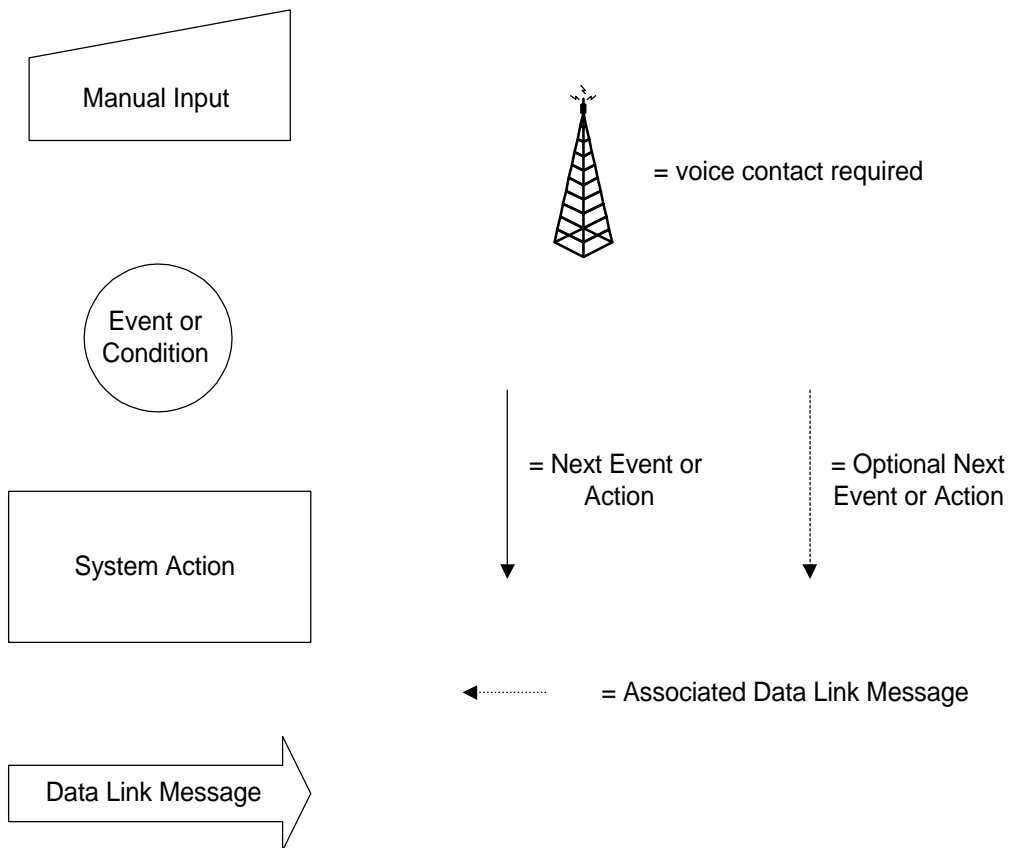 Manual Input
= voice contact required
Event or
Condition
= Next Event or
Action
= Optional Next
Event or Action
System Action
= Associated Data Link Message
Data Link Message